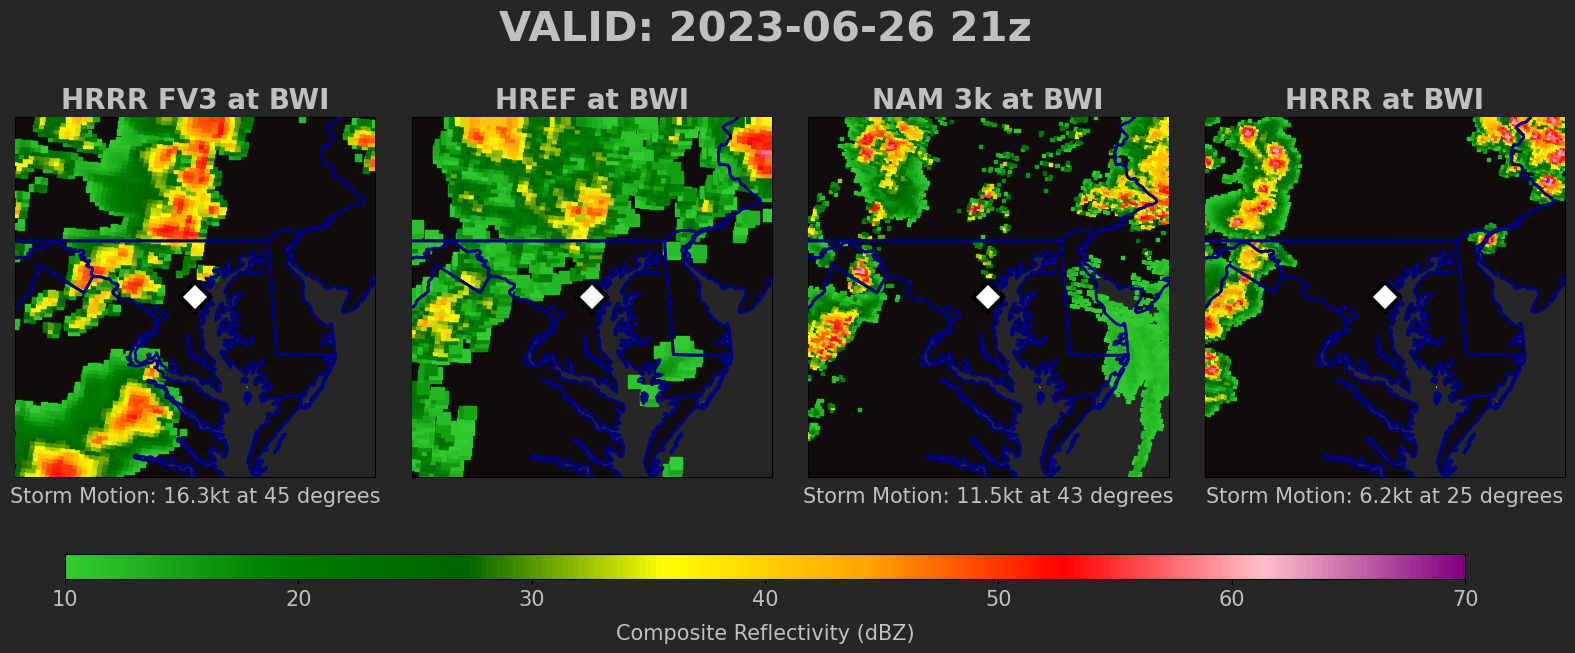 VALID: 2023-06-26 21z
HRRR FV3 at BWI
HREF at BWI
NAM 3k at BWI
HRRR at BWI
Storm Motion: 16.3kt at 45 degrees
Storm Motion: 11.5kt at 43 degrees
Storm Motion: 6.2kt at 25 degrees
10 20 30 40 50 60 70
Composite Reflectivity (dBZ)